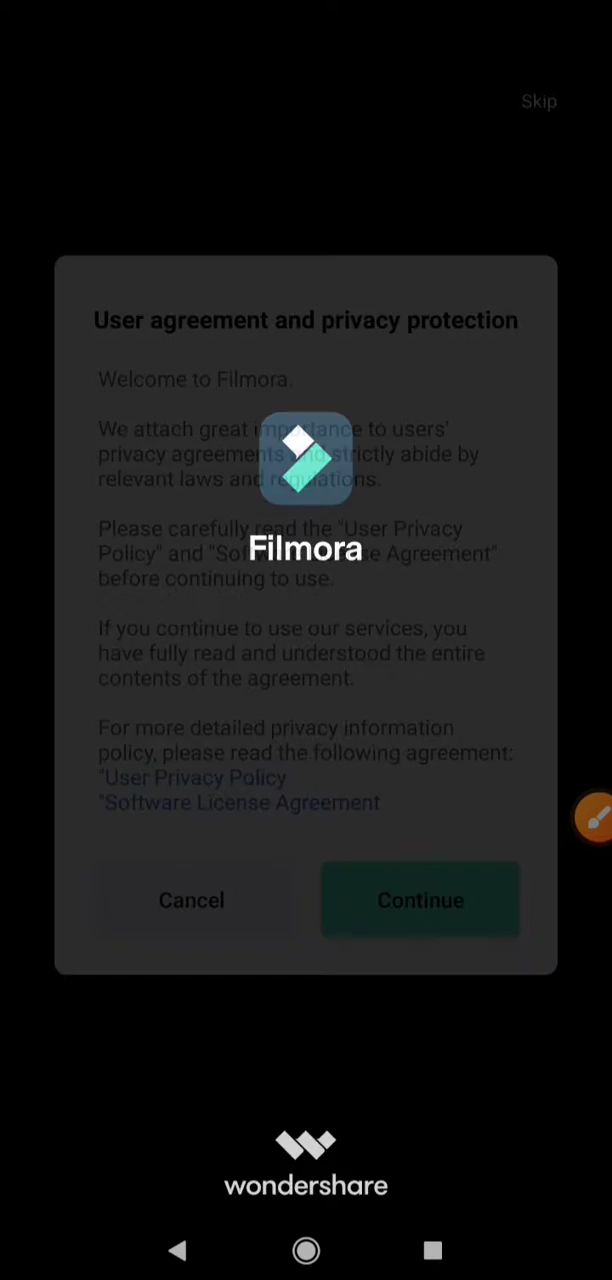 Skip
User agreement and privacy protection
Welcome to Filmora.
We attach great importance to users'
privacy agreements and strictly abide by
relevant laws and regulations.
Please carefully read the "User Privacy
Policy" and "Software License Agreement"
before continuing to use.
Filmora
If you continue to use our services, you
have fully read and understood the entire
contents of the agreement.
For more detailed privacy information
policy, please read the following agreement:
"User Privacy Policy
"Software License Agreement
Cancel
Continue
wondershare